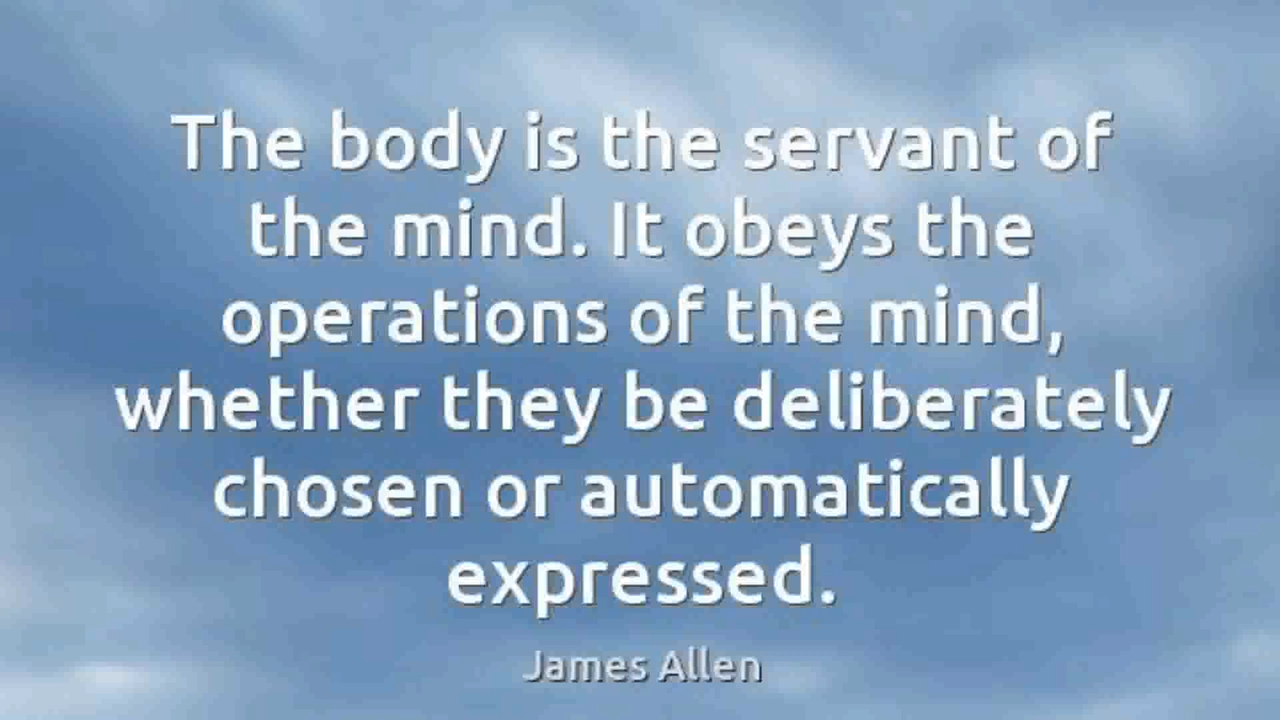 The body is the servant of
the mind. It obeys the
operations of the mind,
whether they be deliberately
chosen or automatically
expressed.
James Allen